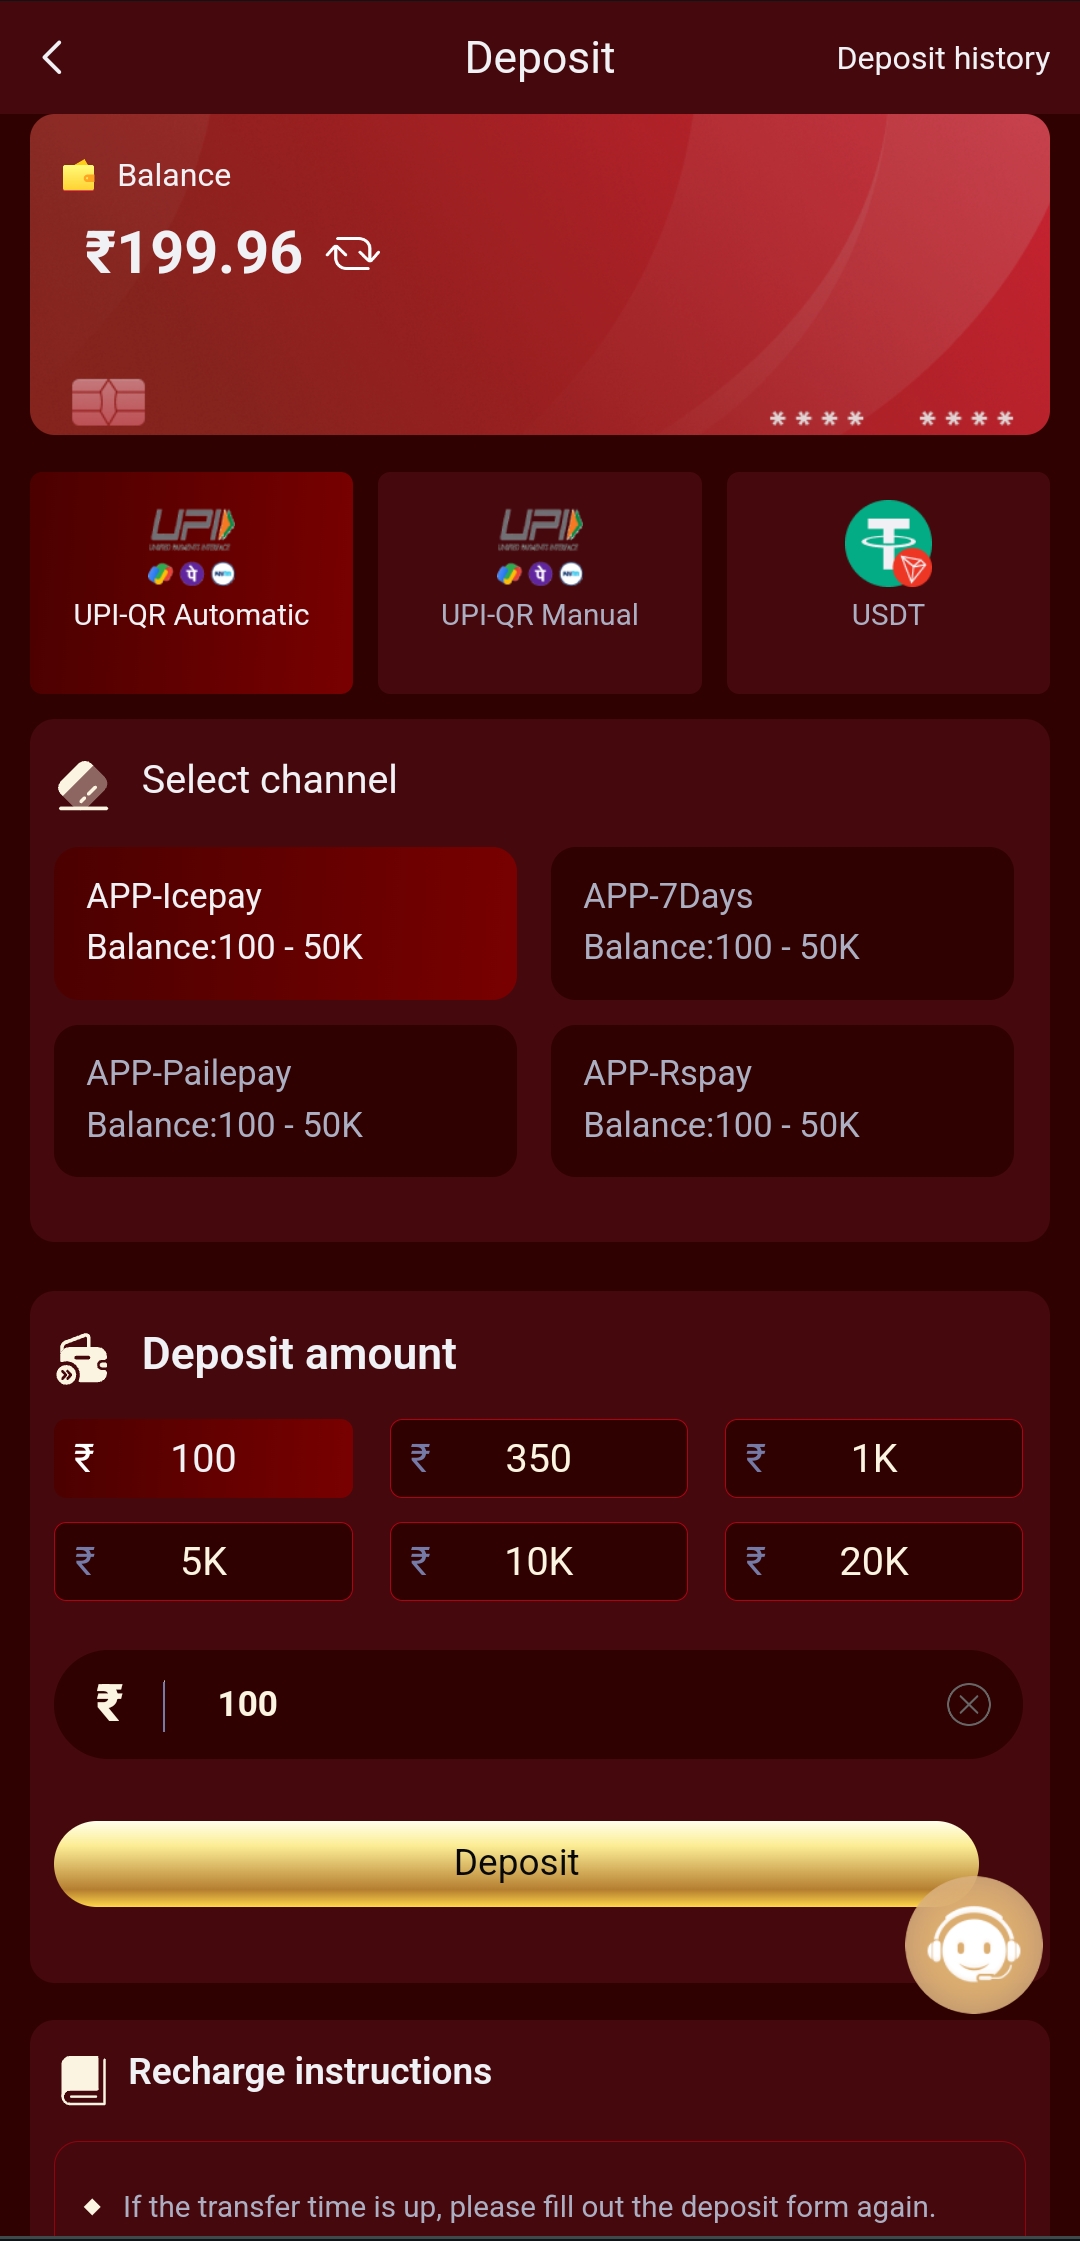 Deposit
Deposit history
Balance
₹199.96
**** ****
UPI
UPI
UPI-QR Automatic
UPI-QR Manual
USDT
Select channel
APP-Icepay
Balance:100 - 50K
APP-7Days
Balance:100 - 50K
APP-Pailepay
Balance:100 - 50K
APP-Rspay
Balance:100 - 50K
Deposit amount
₹ 100
₹ 350
₹ 1K
₹ 5K
₹ 10K
₹ 20K
₹ 100
Deposit
Recharge instructions
If the transfer time is up, please fill out the deposit form again.